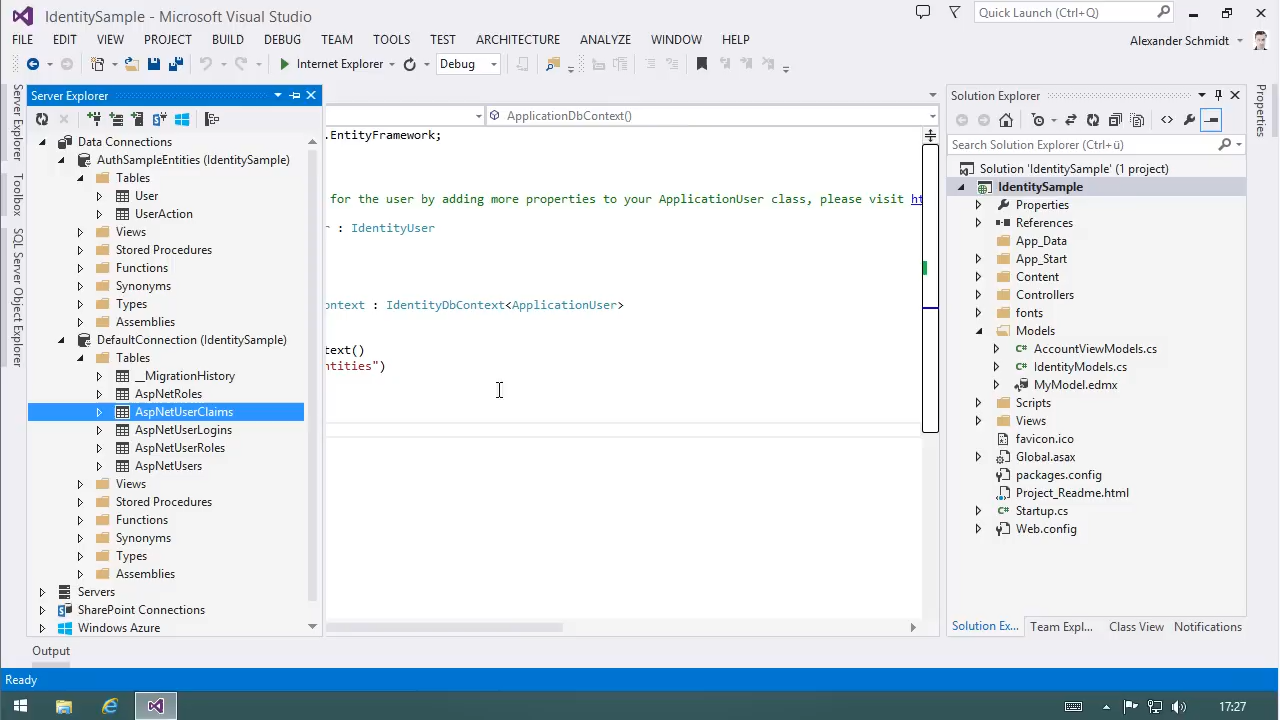 IdentitySample - Microsoft Visual Studio
Quick Launch (Ctrl+Q)
FILE EDIT VIEW PROJECT BUILD DEBUG TEAM TOOLS TEST ARCHITECTURE ANALYZE WINDOW HELP
Alexander Schmidt
Internet Explorer
Debug
Server Explorer
Toolbox
SQL Server Object Explorer
Server Explorer
Data Connections
AuthSampleEntities (IdentitySample)
Tables
User
UserAction
Views
Stored Procedures
Functions
Synonyms
Types
Assemblies
DefaultConnection (IdentitySample)
Tables
__MigrationHistory
AspNetRoles
AspNetUserClaims
AspNetUserLogins
AspNetUserRoles
AspNetUsers
Views
Stored Procedures
Functions
Synonyms
Types
Assemblies
Servers
SharePoint Connections
Windows Azure
ApplicationDbContext()
.EntityFramework;
for the user by adding more properties to your ApplicationUser class, please visit ht
r : IdentityUser
ontext : IdentityDbContext<ApplicationUser>
text()
ntities")
Solution Explorer
Search Solution Explorer (Ctrl+ü)
Solution 'IdentitySample' (1 project)
IdentitySample
Properties
References
App_Data
App_Start
Content
Controllers
fonts
Models
AccountViewModels.cs
IdentityModels.cs
MyModel.edmx
Scripts
Views
favicon.ico
Global.asax
packages.config
Project_Readme.html
Startup.cs
Web.config
Solution Ex... Team Expl... Class View Notifications
Properties
Output
Ready
17:27